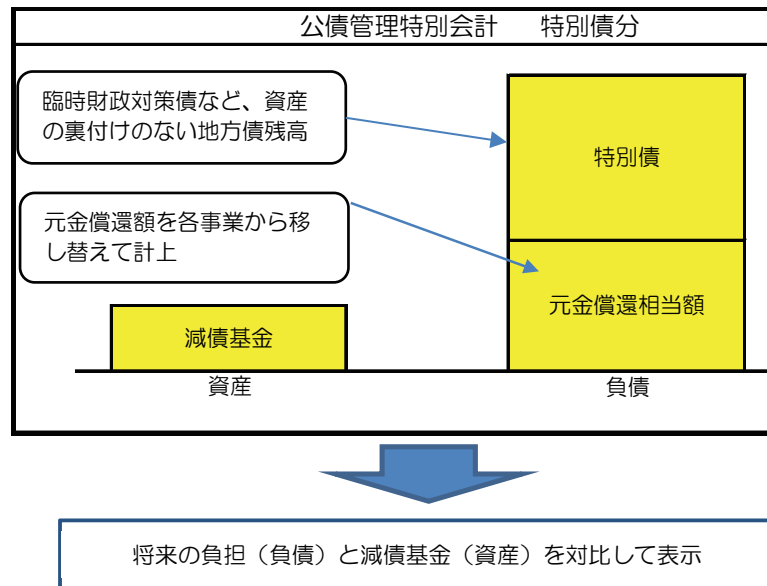 公債管理特別会計　特別債分
臨時財政対策債など、資産
の裏付けのない地方債残高
特別債
元金償還額を各事業から移
し替えて計上
元金償還相当額
減債基金
資産
負債
将来の負担（負債）と減債基金（資産）を対比して表示